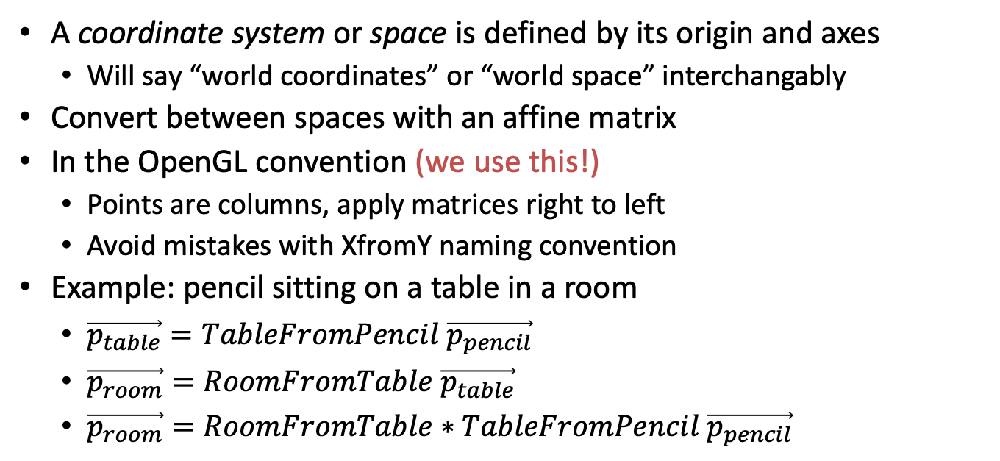 • A coordinate system or space is defined by its origin and axes
• Will say “world coordinates” or “world space” interchangably
• Convert between spaces with an affine matrix
• In the OpenGL convention (we use this!)
• Points are columns, apply matrices right to left
• Avoid mistakes with XfromY naming convention
• Example: pencil sitting on a table in a room
• $\overrightarrow{p_{table}} = TableFromPencil\,\overrightarrow{p_{pencil}}$
• $\overrightarrow{p_{room}} = RoomFromTable\,\overrightarrow{p_{table}}$
• $\overrightarrow{p_{room}} = RoomFromTable * TableFromPencil\,\overrightarrow{p_{pencil}}$